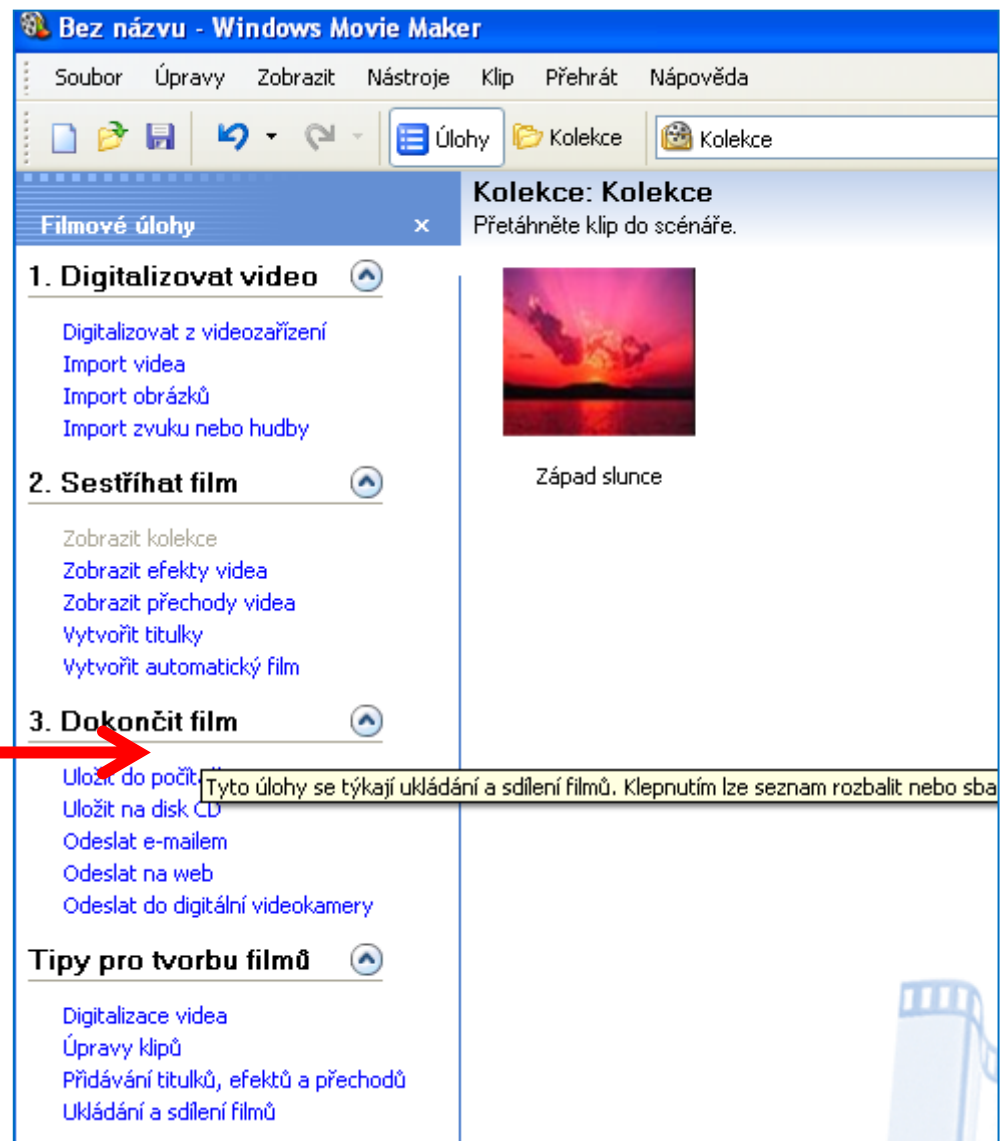 Bez názvu - Windows Movie Maker
Soubor Úpravy Zobrazit Nástroje Klip Přehrát Nápověda
Úlohy Kolekce Kolekce
Filmové úlohy x
Kolekce: Kolekce
Přetáhněte klip do scénáře.
1. Digitalizovat video
Digitalizovat z videozařízení
Import videa
Import obrázků
Import zvuku nebo hudby
Západ slunce
2. Sestříhat film
Zobrazit kolekce
Zobrazit efekty videa
Zobrazit přechody videa
Vytvořit titulky
Vytvořit automatický film
3. Dokončit film
Uložit do
Tyto úlohy se týkají ukládání a sdílení filmů. Klepnutím lze seznam rozbalit nebo sba
Uložit na disk CD
Odeslat e-mailem
Odeslat na web
Odeslat do digitální videokamery
Tipy pro tvorbu filmů
Digitalizace videa
Úpravy klipů
Přidávání titulků, efektů a přechodů
Ukládání a sdílení filmů